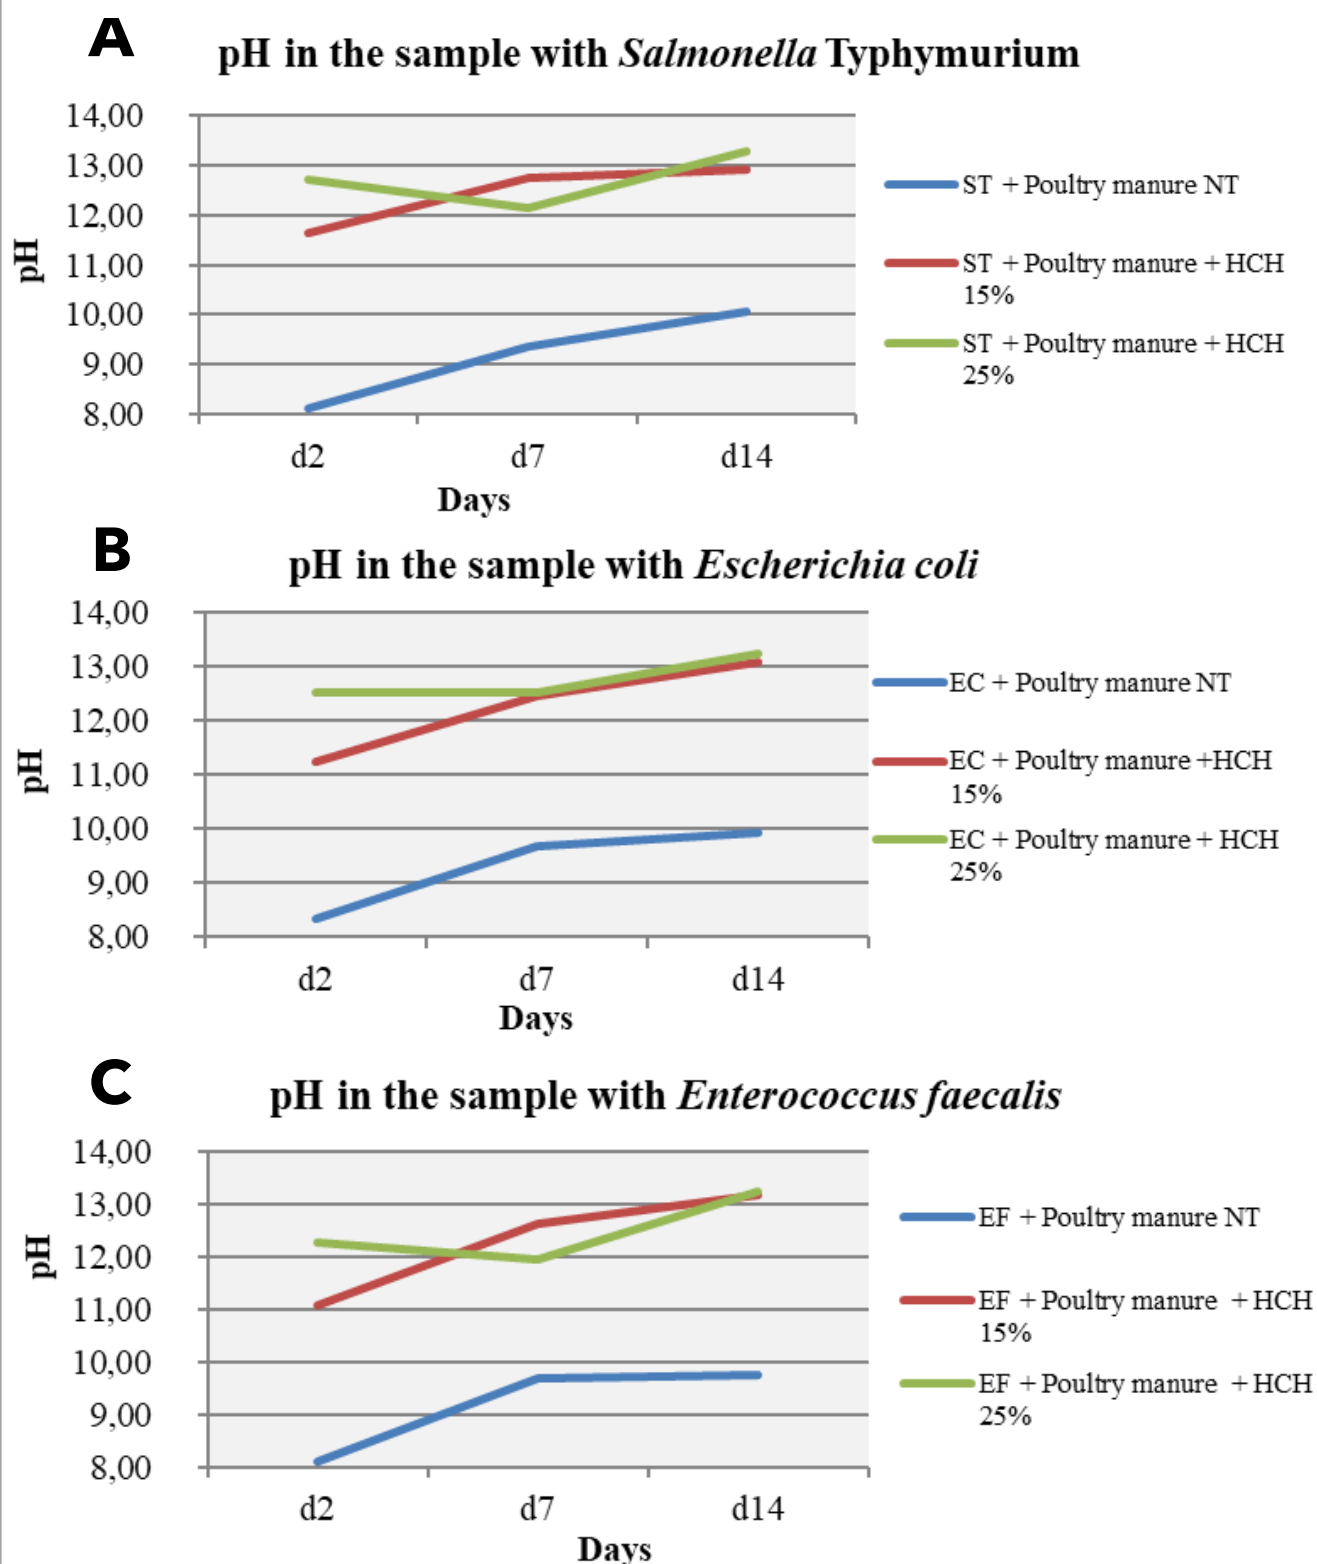 A
pH in the sample with Salmonella Typhymurium
14,00
13,00
12,00
11,00
10,00
9,00
8,00
pH
d2 d7 d14
Days
ST + Poultry manure NT
ST + Poultry manure + HCH
15%
ST + Poultry manure + HCH
25%
B
pH in the sample with Escherichia coli
14,00
13,00
12,00
11,00
10,00
9,00
8,00
pH
d2 d7 d14
Days
EC + Poultry manure NT
EC + Poultry manure +HCH
15%
EC + Poultry manure + HCH
25%
C
pH in the sample with Enterococcus faecalis
14,00
13,00
12,00
11,00
10,00
9,00
8,00
pH
d2 d7 d14
Days
EF + Poultry manure NT
EF + Poultry manure + HCH
15%
EF + Poultry manure + HCH
25%